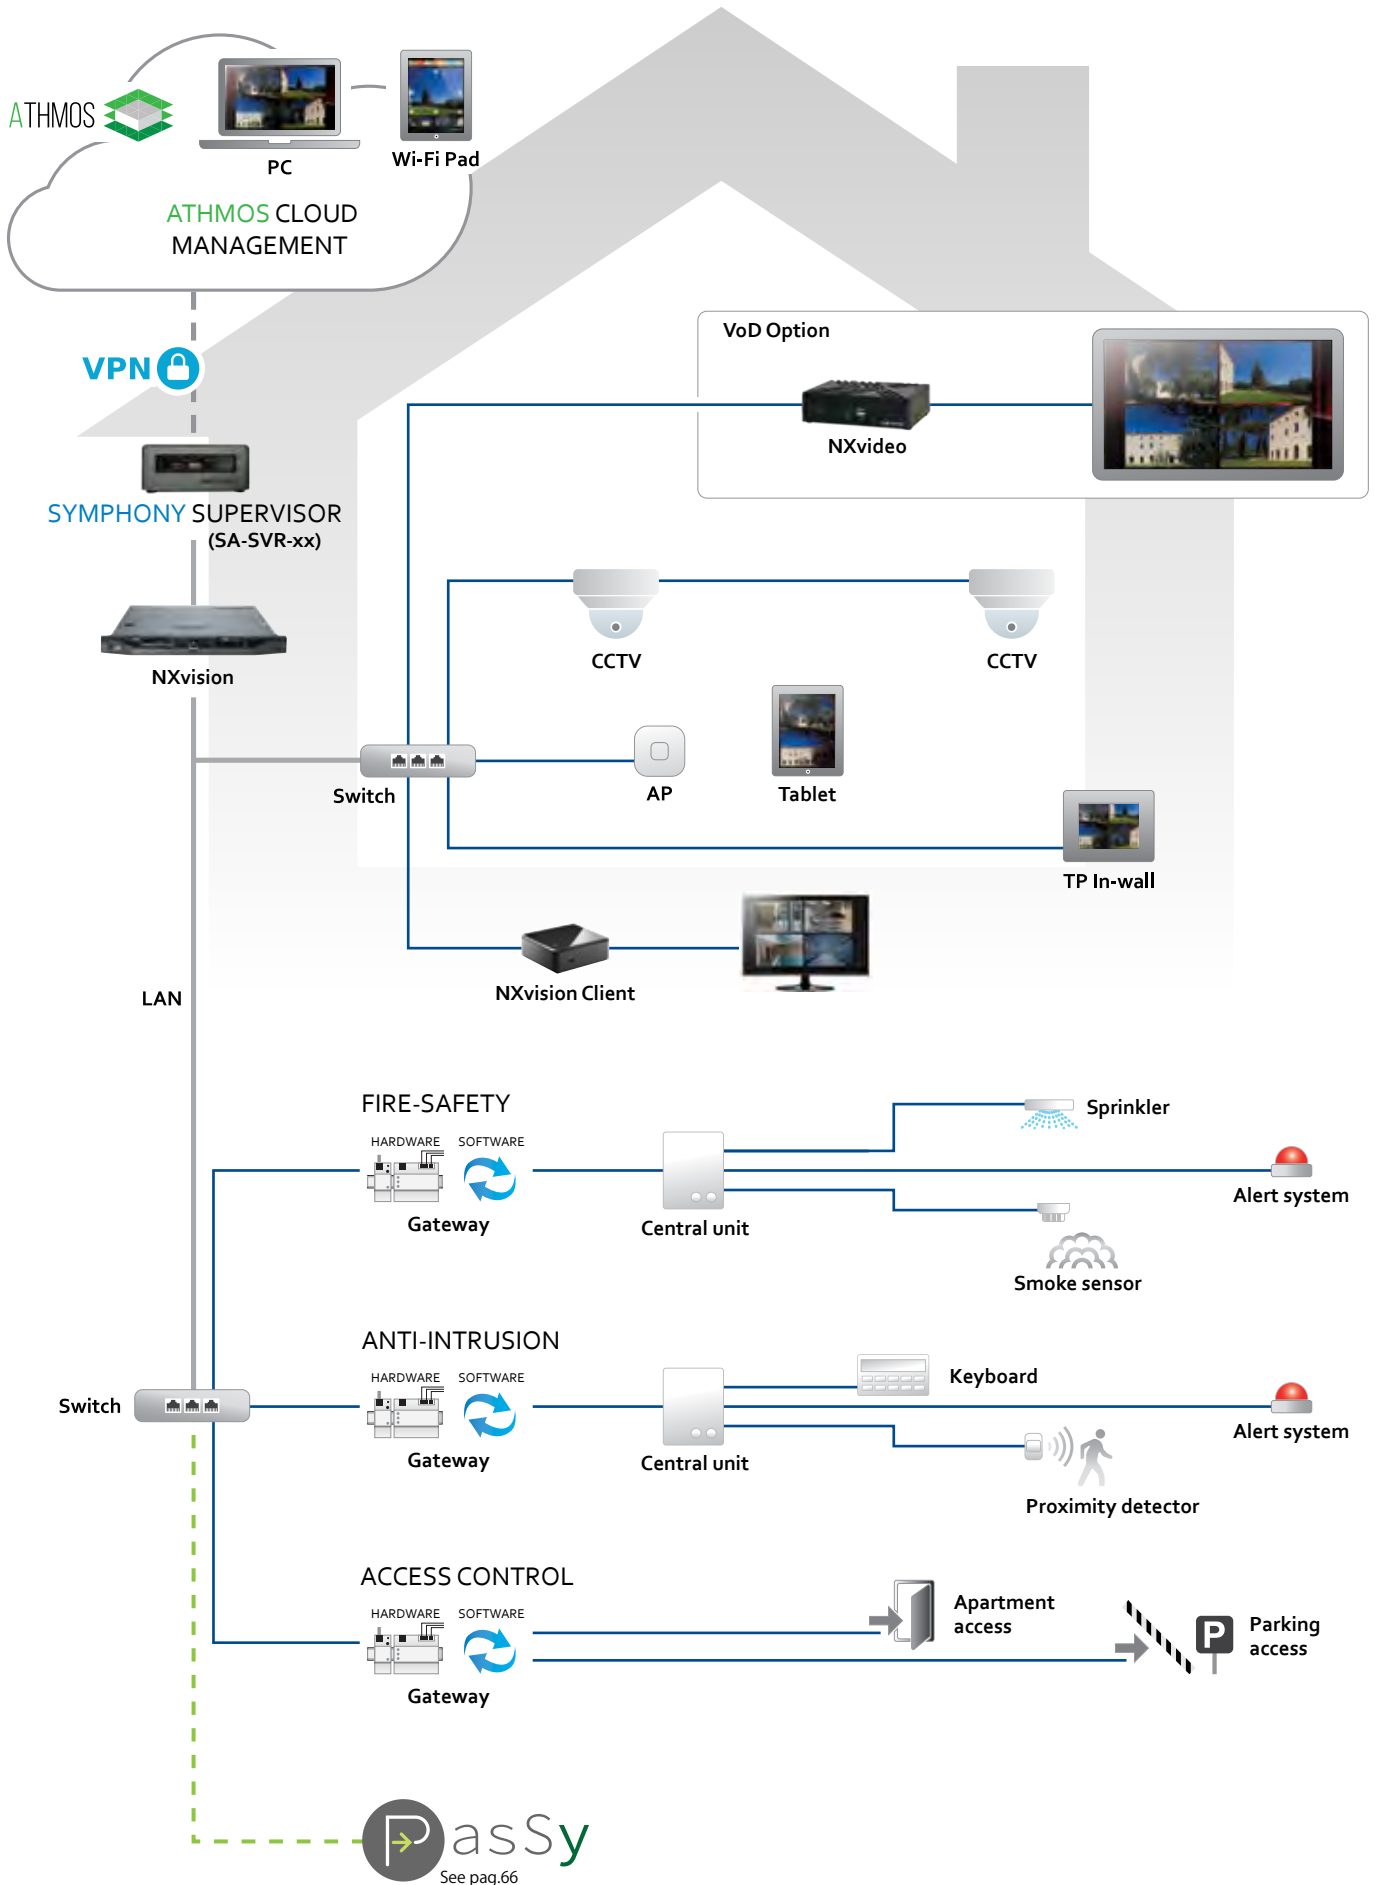 ATHMOS
PC
Wi-Fi Pad
ATHMOS CLOUD
MANAGEMENT
VPN
SYMPHONY SUPERVISOR
(SA-SVR-xx)
NXvision
VoD Option
NXvideo
CCTV
CCTV
Switch
AP
Tablet
TP In-wall
NXvision Client
LAN
FIRE-SAFETY
HARDWARE SOFTWARE
Gateway
Central unit
Sprinkler
Alert system
Smoke sensor
ANTI-INTRUSION
HARDWARE SOFTWARE
Switch
Gateway
Central unit
Keyboard
Alert system
Proximity detector
ACCESS CONTROL
HARDWARE SOFTWARE
Gateway
Apartment
access
P
Parking
access
PasSy
See pag.66